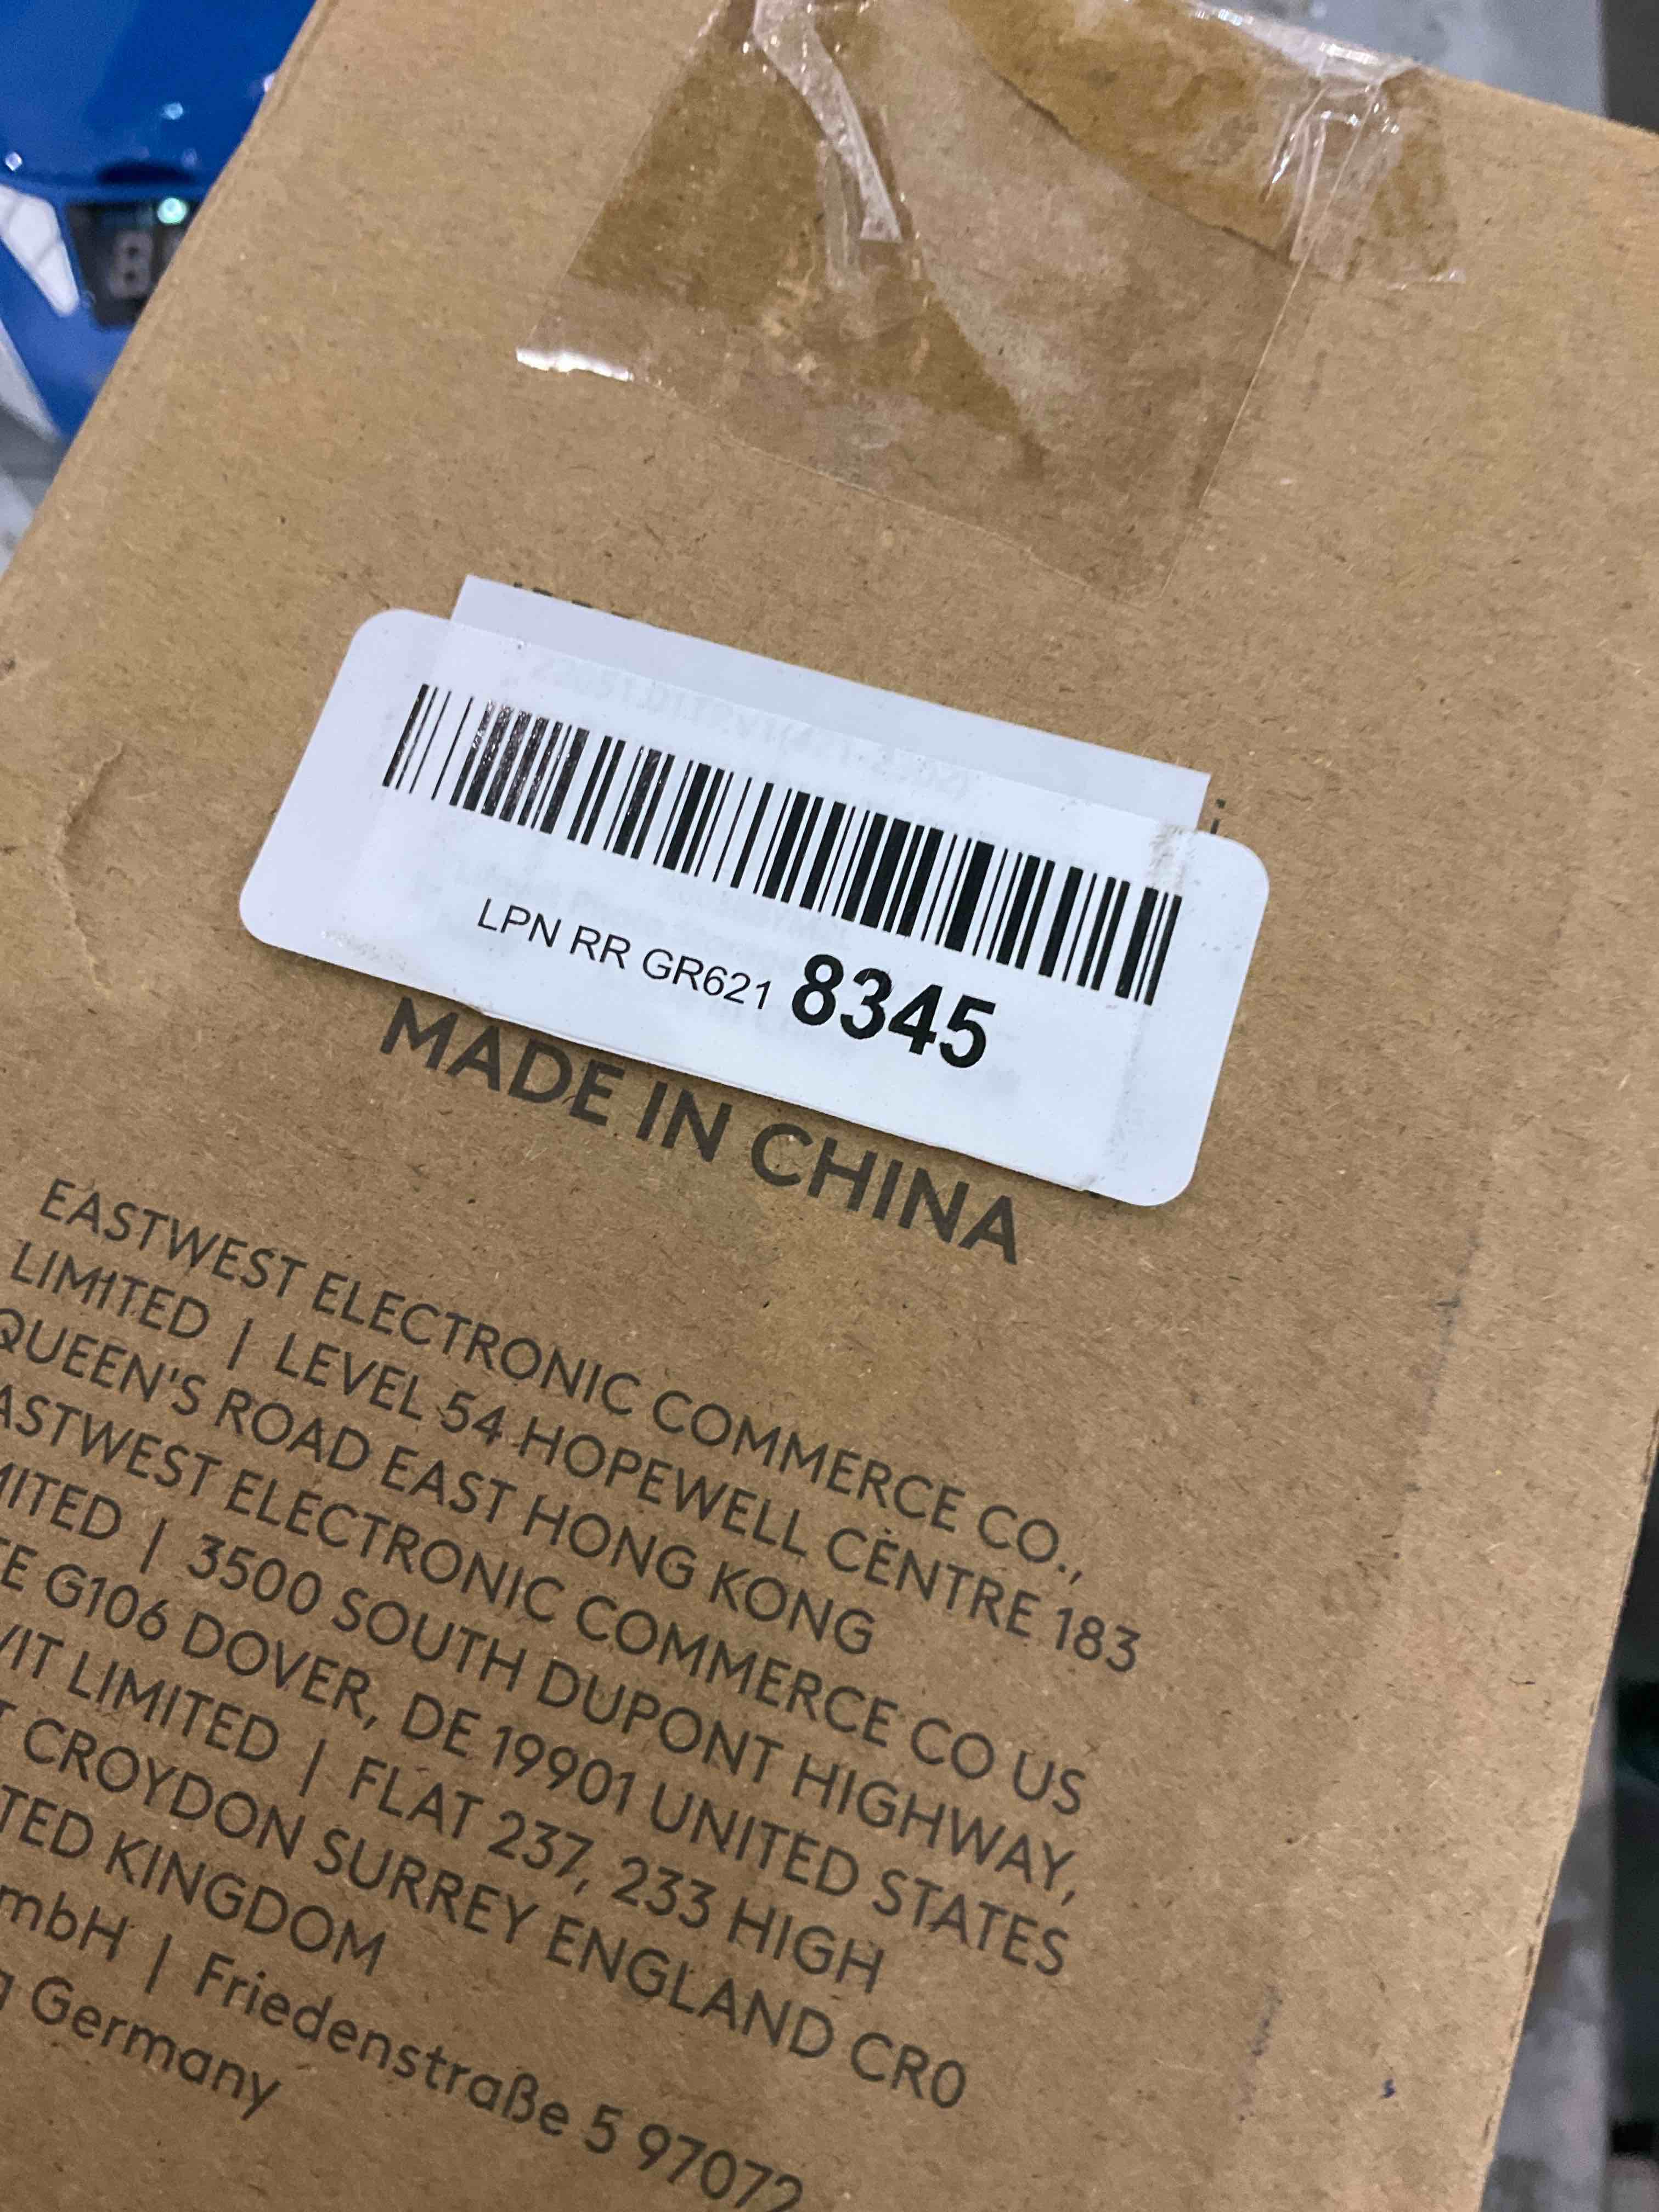 LPN RR GR621 8345
MADE IN CHINA
EASTWEST ELECTRONIC COMMERCE CO.,
LIMITED | LEVEL 54 HOPEWELL CENTRE 183
QUEEN'S ROAD EAST HONG KONG
ASTWEST ELECTRONIC COMMERCE CO US
MITED | 3500 SOUTH DUPONT HIGHWAY,
TE G106 DOVER, DE 19901 UNITED STATES
VIT LIMITED | FLAT 237, 233 HIGH
T CROYDON SURREY ENGLAND CR0
TED KINGDOM
mbH | Friedenstraße 5 97072
g Germany